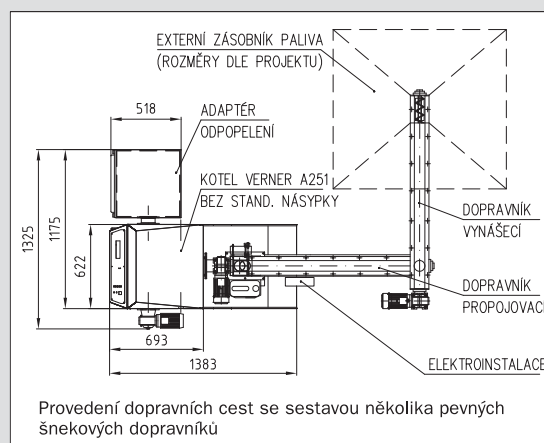 EXTERNÍ ZÁSOBNÍK PALIVA
(ROZMĚRY DLE PROJEKTU)
518
ADAPTÉR
ODPOPELENÍ
KOTEL VERNER A251
BEZ STAND. NÁSYPKY
1325
1175
622
DOPRAVNÍK
VYNÁŠECÍ
DOPRAVNÍK
PROPOJOVACÍ
693
1383
ELEKTROINSTALACE
Provedení dopravních cest se sestavou několika pevných
šnekových dopravníků